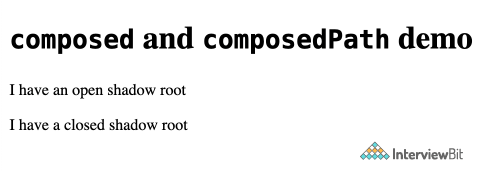 composed and composedPath demo
I have an open shadow root
I have a closed shadow root
InterviewBit